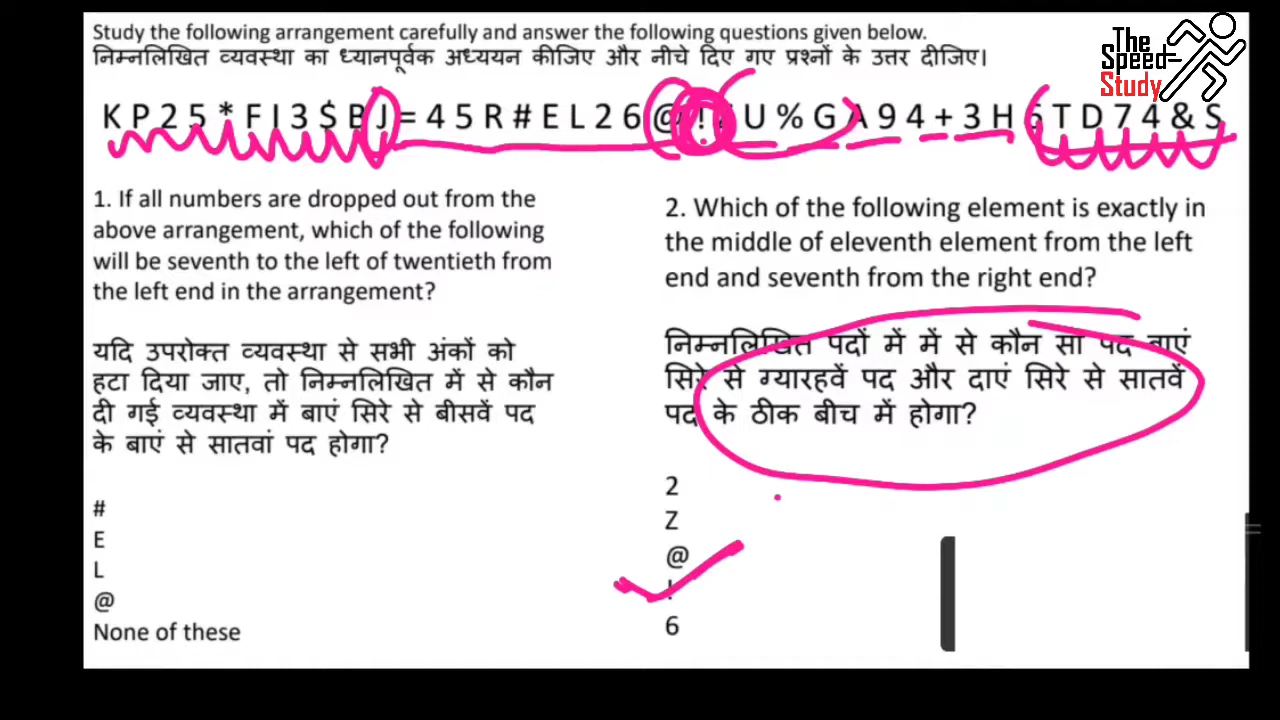 Study the following arrangement carefully and answer the following questions given below.
निम्नलिखित व्यवस्था का ध्यानपूर्वक अध्ययन कीजिए और नीचे दिए गए प्रश्नों के उत्तर दीजिए।
The
Speed
Study
K P 2 5 * F I 3 $ B J = 4 5 R # E L 2 6 @ ! U % G A 9 4 + 3 H T D 7 4 & S
1. If all numbers are dropped out from the
above arrangement, which of the following
will be seventh to the left of twentieth from
the left end in the arrangement?
यदि उपरोक्त व्यवस्था से सभी अंकों को
हटा दिया जाए, तो निम्नलिखित में से कौन
दी गई व्यवस्था में बाएं सिरे से बीसवें पद
के बाएं से सातवां पद होगा?
#
E
L
@
None of these
2. Which of the following element is exactly in
the middle of eleventh element from the left
end and seventh from the right end?
निम्नलिखित पदों में में से कौन सा पद बाएं
सिरे से ग्यारहवें पद और दाएं सिरे से सातवें
पद के ठीक बीच में होगा?
2
Z
@
!
6